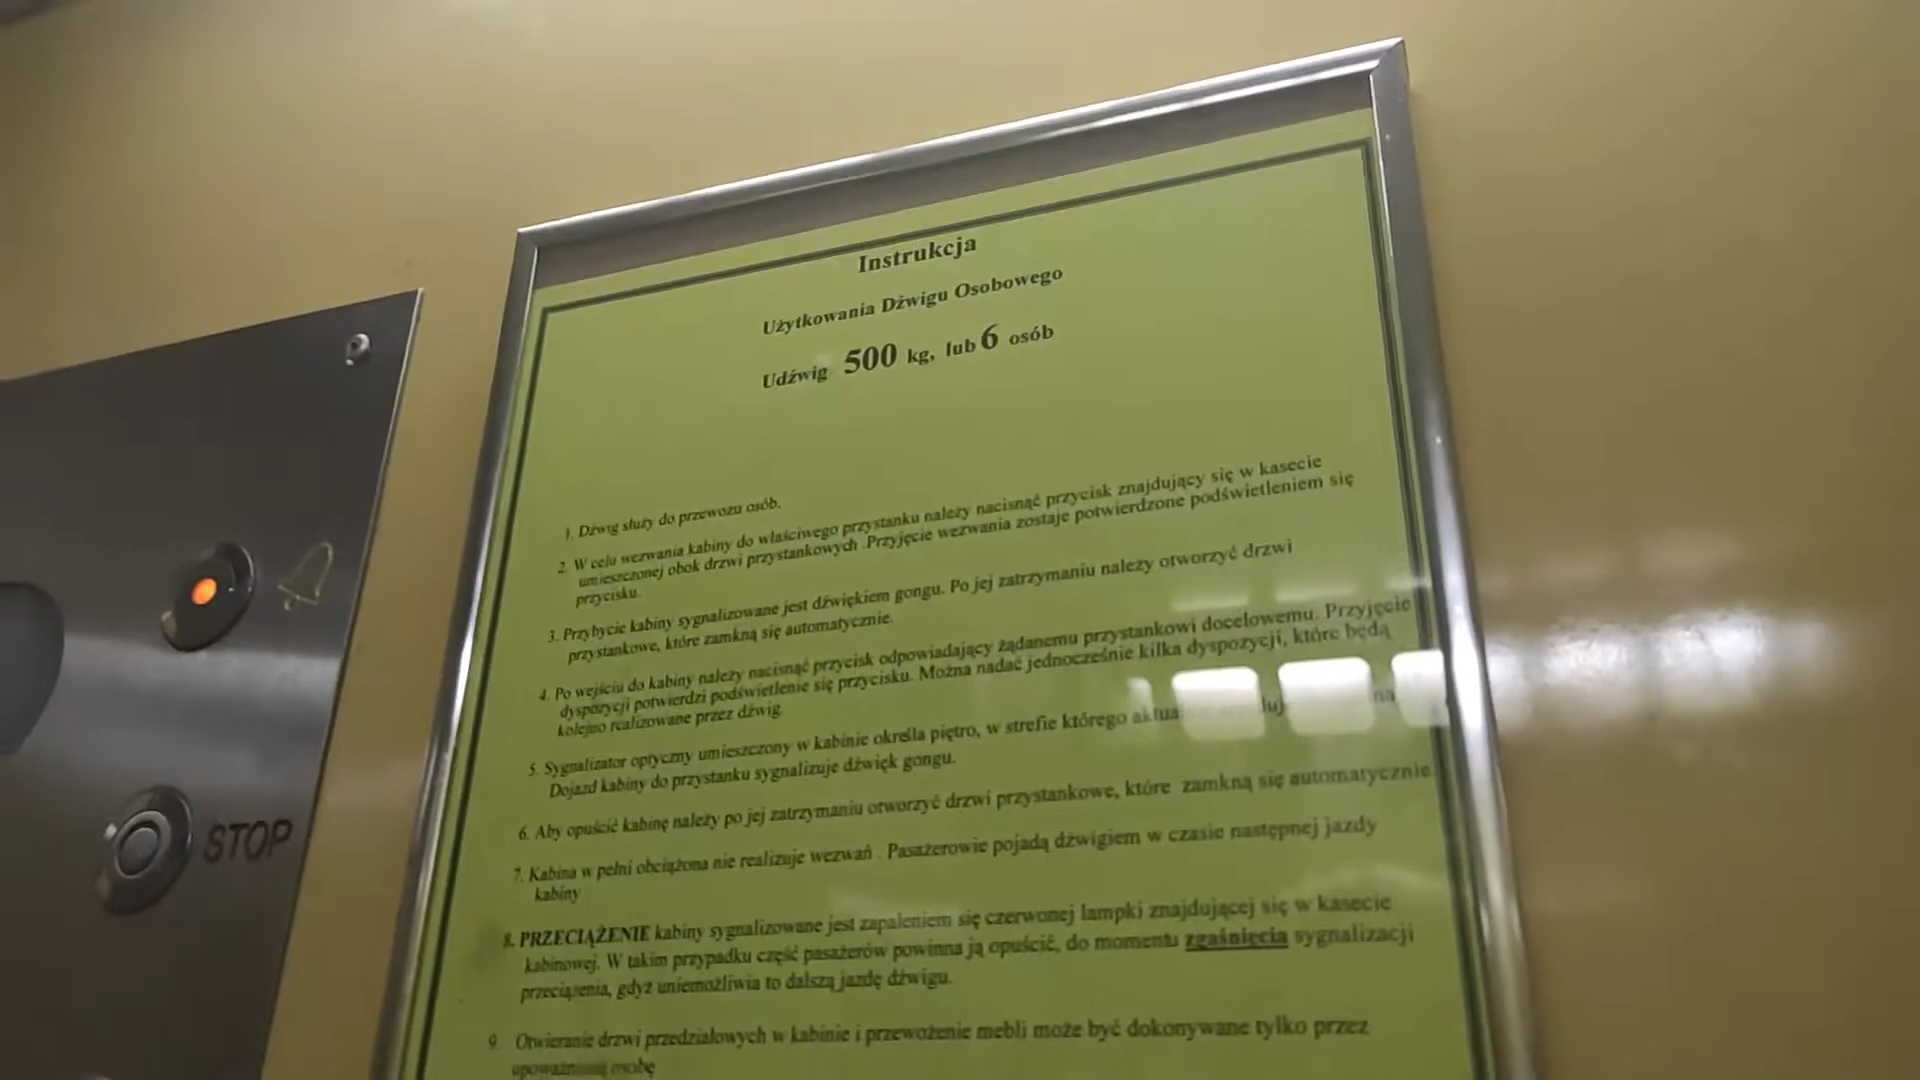 Instrukcja
Użytkowania Dźwigu Osobowego
Udźwig 500 kg, lub 6 osób
1. Dźwig służy do przewozu osób.
2. W celu wezwania kabiny do właściwego przystanku należy nacisnąć przycisk znajdujący się w kasecie
umieszczonej obok drzwi przystankowych .Przyjęcie wezwania zostaje potwierdzone podświetleniem się
przycisku.
3. Przybycie kabiny sygnalizowane jest dźwiękiem gongu. Po jej zatrzymaniu należy otworzyć drzwi
przystankowe, które zamkną się automatycznie.
4. Po wejściu do kabiny należy nacisnąć przycisk odpowiadający żądanemu przystankowi docelowemu. Przyjęcie
dyspozycji potwierdzi podświetlenie się przycisku. Można nadać jednocześnie kilka dyspozycji, które będą
kolejno realizowane przez dźwig.
5. Sygnalizator optyczny umieszczony w kabinie określa piętro, w strefie którego
Dojazd kabiny do przystanku sygnalizuje dźwięk gongu.
6. Aby opuścić kabinę należy po jej zatrzymaniu otworzyć drzwi przystankowe, które zamkną się automatycznie.
7. Kabina w pełni obciążona nie realizuje wezwań . Pasażerowie pojadą dźwigiem w czasie następnej jazdy
kabiny
8. PRZECIĄŻENIE kabiny sygnalizowane jest zapaleniem się czerwonej lampki znajdującej się w kasecie
kabinowej. W takim przypadku część pasażerów powinna ją opuścić, do momentu zgaśnięcia sygnalizacji
przeciążenia, gdyż uniemożliwia to dalszą jazdę dźwigu.
9. Otwieranie drzwi przedziałowych w kabinie i przewożenie mebli może być dokonywane tylko przez
osobę
STOP